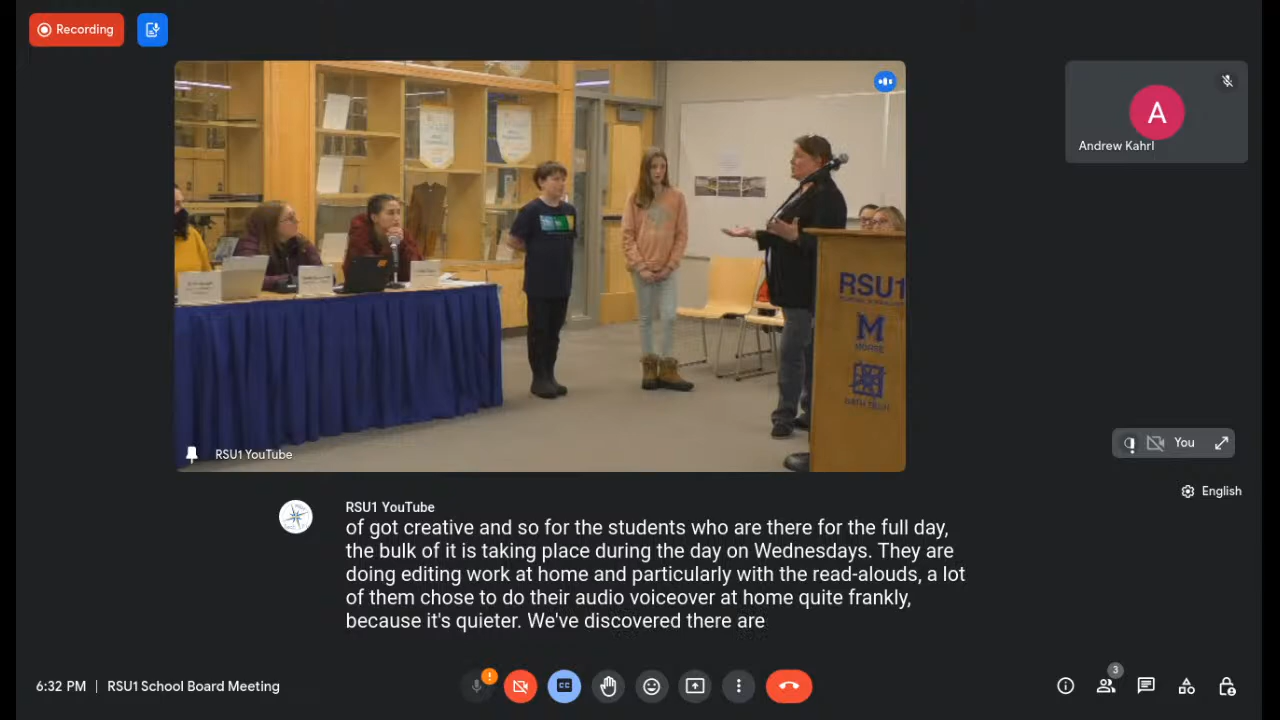 Recording
A
Andrew Kahrl
RSU1
M
MORSE
BATH TECH
RSU1 YouTube
You
English
RSU1 YouTube
of got creative and so for the students who are there for the full day,
the bulk of it is taking place during the day on Wednesdays. They are
doing editing work at home and particularly with the read-alouds, a lot
of them chose to do their audio voiceover at home quite frankly,
because it's quieter. We've discovered there are
6:32 PM | RSU1 School Board Meeting
CC
3